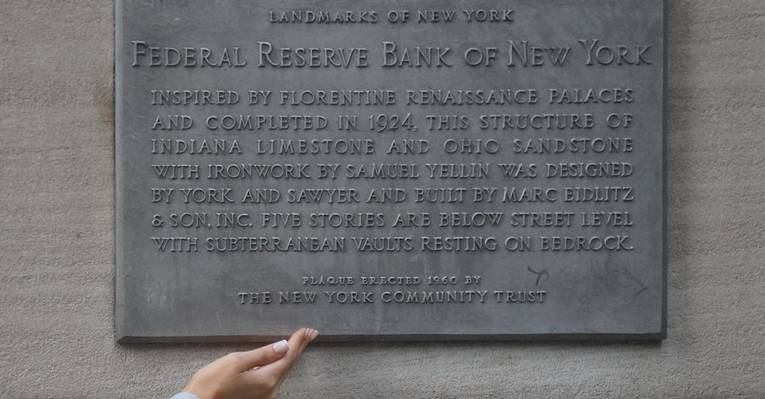 LANDMARKS OF NEW YORK
FEDERAL RESERVE BANK OF NEW YORK
INSPIRED BY FLORENTINE RENAISSANCE PALACES
AND COMPLETED IN 1924, THIS STRUCTURE OF
INDIANA LIMESTONE AND OHIO SANDSTONE
WITH IRONWORK BY SAMUEL YELLIN WAS DESIGNED
BY YORK AND SAWYER AND BUILT BY MARC EIDLITZ
& SON, INC. FIVE STORIES ARE BELOW STREET LEVEL
WITH SUBTERRANEAN VAULTS RESTING ON BEDROCK.
PLAQUE ERECTED 1960 BY
THE NEW YORK COMMUNITY TRUST